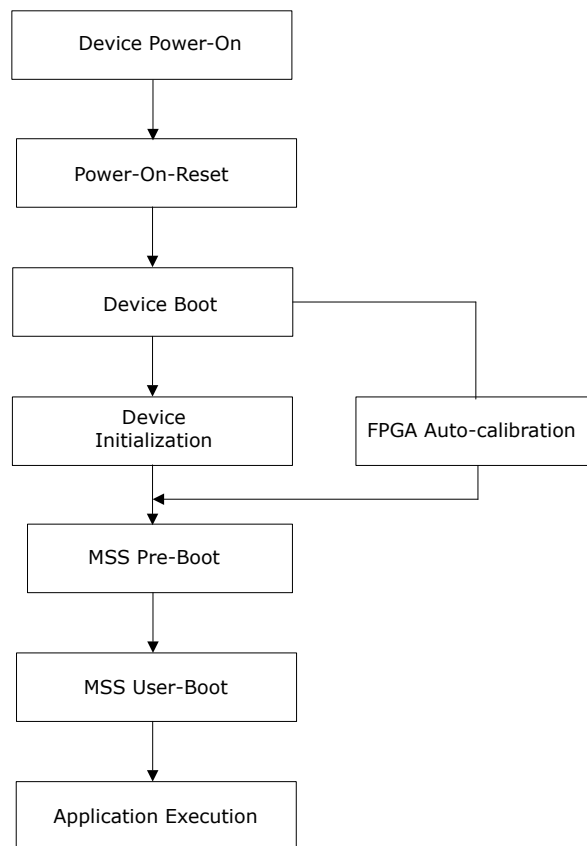 Device Power-On
Power-On-Reset
Device Boot
Device
Initialization
FPGA Auto-calibration
MSS Pre-Boot
MSS User-Boot
Application Execution